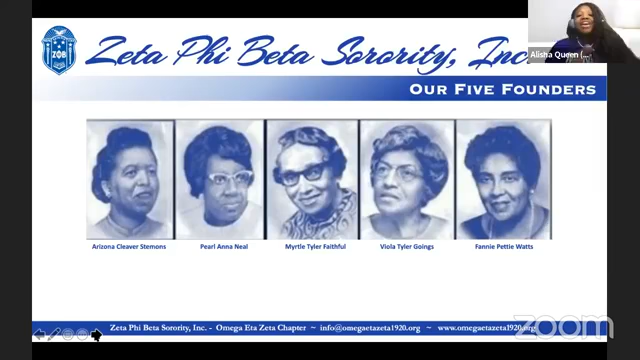 Zeta Phi Beta Sorority, Inc.
Alisha Queen (
OUR FIVE FOUNDERS
ΖΦΒ
Arizona Cleaver Stemons
Pearl Anna Neal
Myrtle Tyler Faithful
Viola Tyler Goings
Fannie Pettie Watts
Zeta Phi Beta Sorority, Inc. - Omega Eta Zeta Chapter ~ info@omegaetazeta1920.org ~ www.omegaetazeta1920.org
zoom